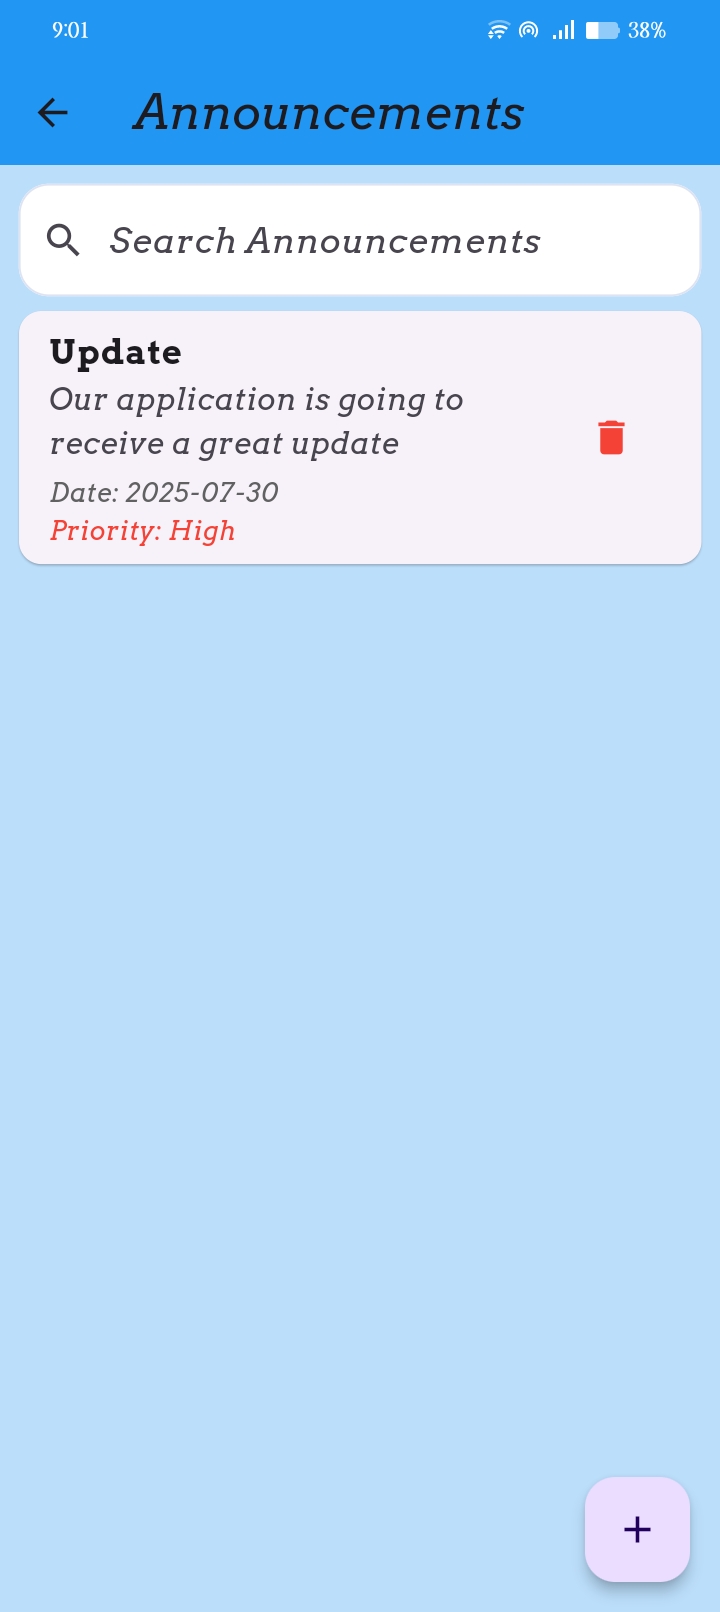 9:01 38%
Announcements
Search Announcements
Update
Our application is going to
receive a great update
Date: 2025-07-30
Priority: High